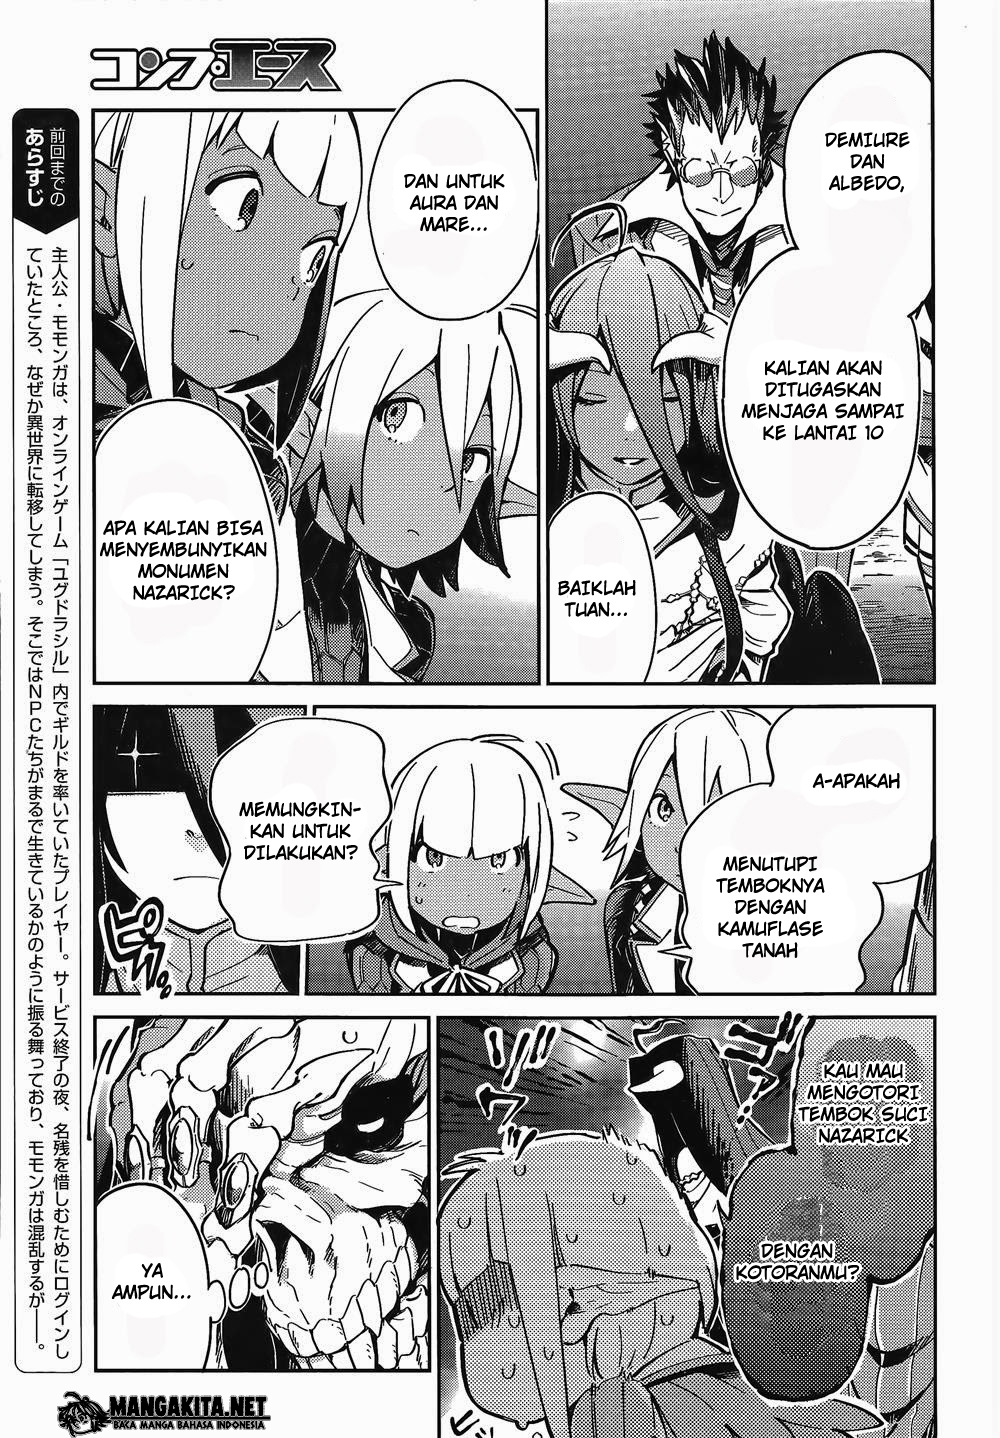 コンプ・エース
前回までの
あらすじ
主人公・モモンガは、オンラインゲーム「ユグドラシル」内でギルドを率いていたプレイヤー。サービス終了の夜、名残を惜しむためにログインし
ていたところ、なぜか異世界に転移してしまう。そこではNPCたちがまるで生きているかのように振る舞っており、モモンガは混乱するが――。
DEMIURE
DAN
ALBEDO,
KALIAN AKAN
DITUGASKAN
MENJAGA SAMPAI
KE LANTAI 10
BAIKLAH
TUAN...
DAN UNTUK
AURA DAN
MARE...
APA KALIAN BISA
MENYEMBUNYIKAN
MONUMEN
NAZARICK?
A-APAKAH
MENUTUPI
TEMBOKNYA
DENGAN
KAMUFLASE
TANAH
MEMUNGKIN-
KAN UNTUK
DILAKUKAN?
KAU MAU
MENGOTORI
TEMBOK SUCI
NAZARICK
DENGAN
KOTORANMU?
YA
AMPUN...
MANGAKITA.NET
BACA MANGA BAHASA INDONESIA